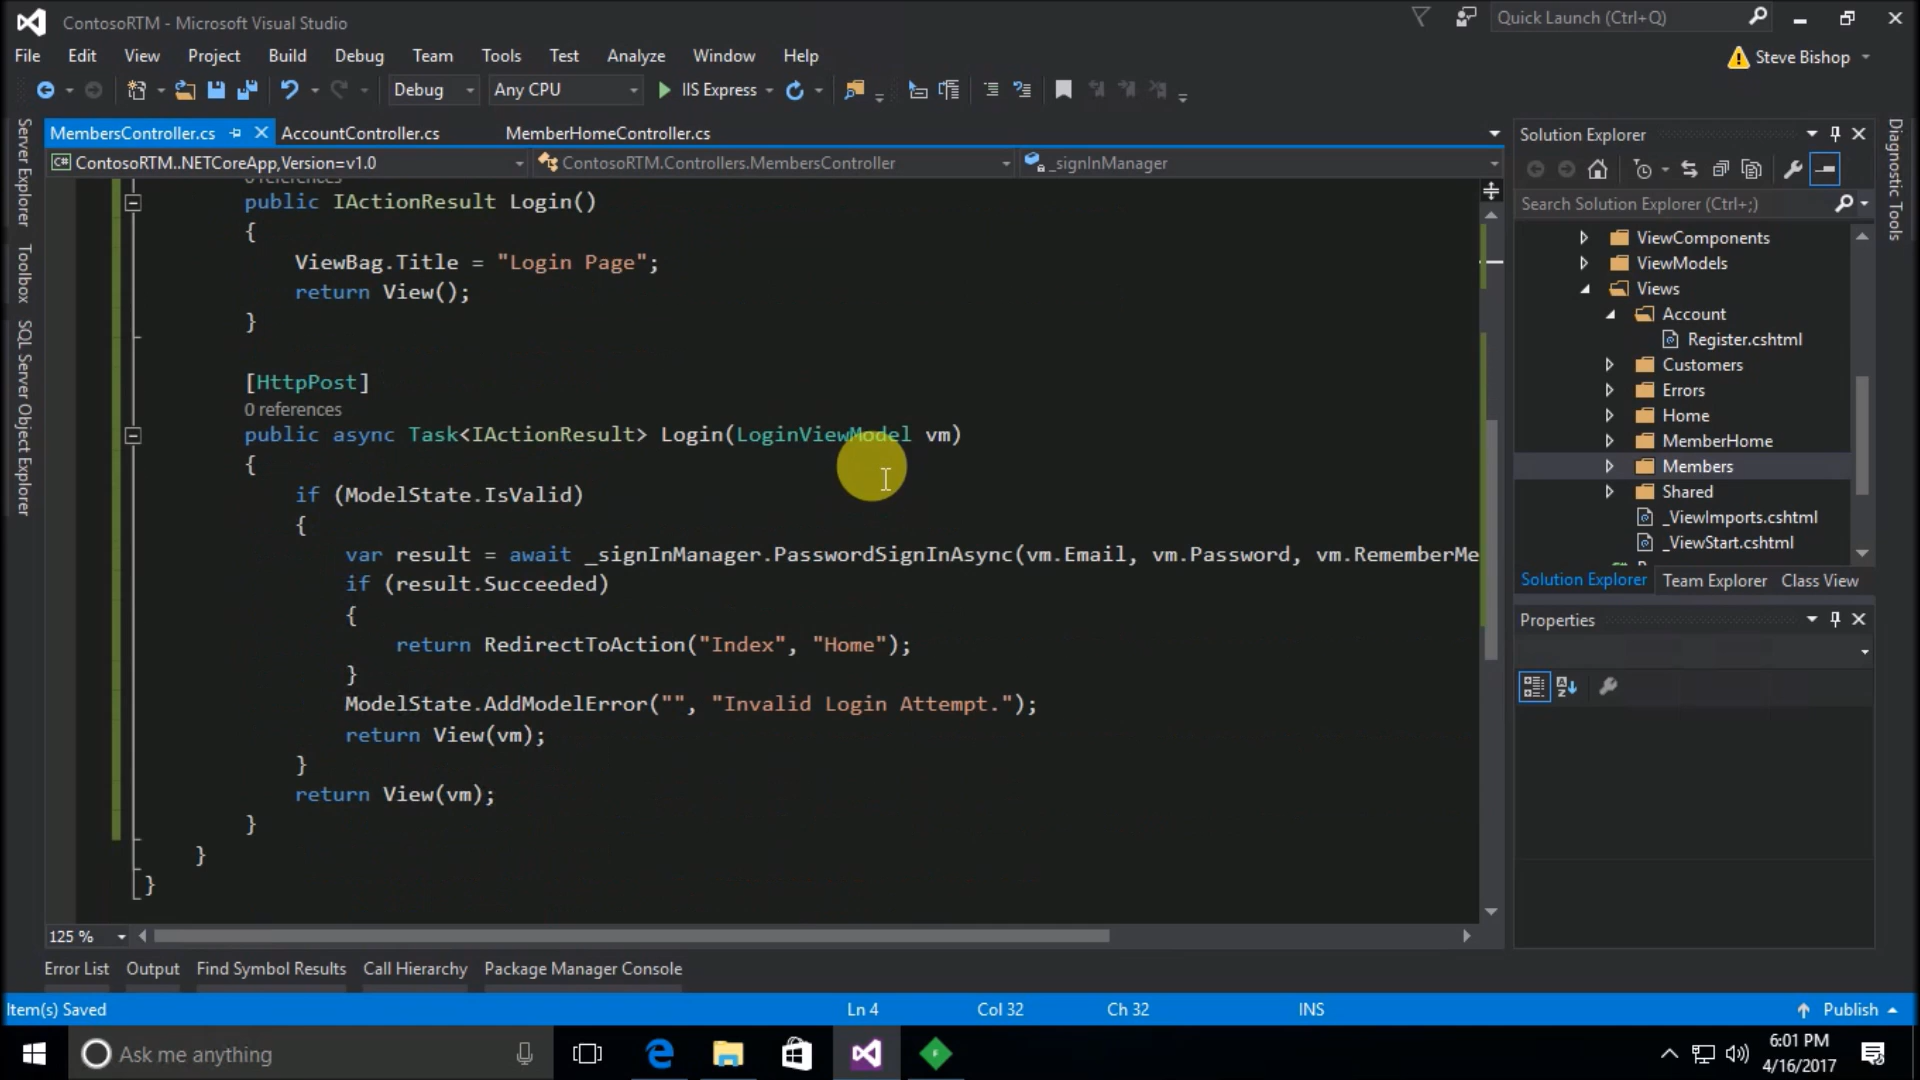 ContosoRTM - Microsoft Visual Studio
Quick Launch (Ctrl+Q)
File Edit View Project Build Debug Team Tools Test Analyze Window Help
Steve Bishop
Debug Any CPU IIS Express
MembersController.cs AccountController.cs MemberHomeController.cs
C# ContosoRTM..NETCoreApp,Version=v1.0 ContosoRTM.Controllers.MembersController _signInManager
0 references
public IActionResult Login()
{
ViewBag.Title = "Login Page";
return View();
}
[HttpPost]
0 references
public async Task<IActionResult> Login(LoginViewModel vm)
{
if (ModelState.IsValid)
{
var result = await _signInManager.PasswordSignInAsync(vm.Email, vm.Password, vm.RememberMe
if (result.Succeeded)
{
return RedirectToAction("Index", "Home");
}
ModelState.AddModelError("", "Invalid Login Attempt.");
return View(vm);
}
return View(vm);
}
}
}
125 %
Server Explorer
Toolbox
SQL Server Object Explorer
Solution Explorer
Search Solution Explorer (Ctrl+;)
ViewComponents
ViewModels
Views
Account
Register.cshtml
Customers
Errors
Home
MemberHome
Members
Shared
_ViewImports.cshtml
_ViewStart.cshtml
Solution Explorer Team Explorer Class View
Properties
Diagnostic Tools
Error List Output Find Symbol Results Call Hierarchy Package Manager Console
Item(s) Saved Ln 4 Col 32 Ch 32 INS Publish
Ask me anything
6:01 PM
4/16/2017